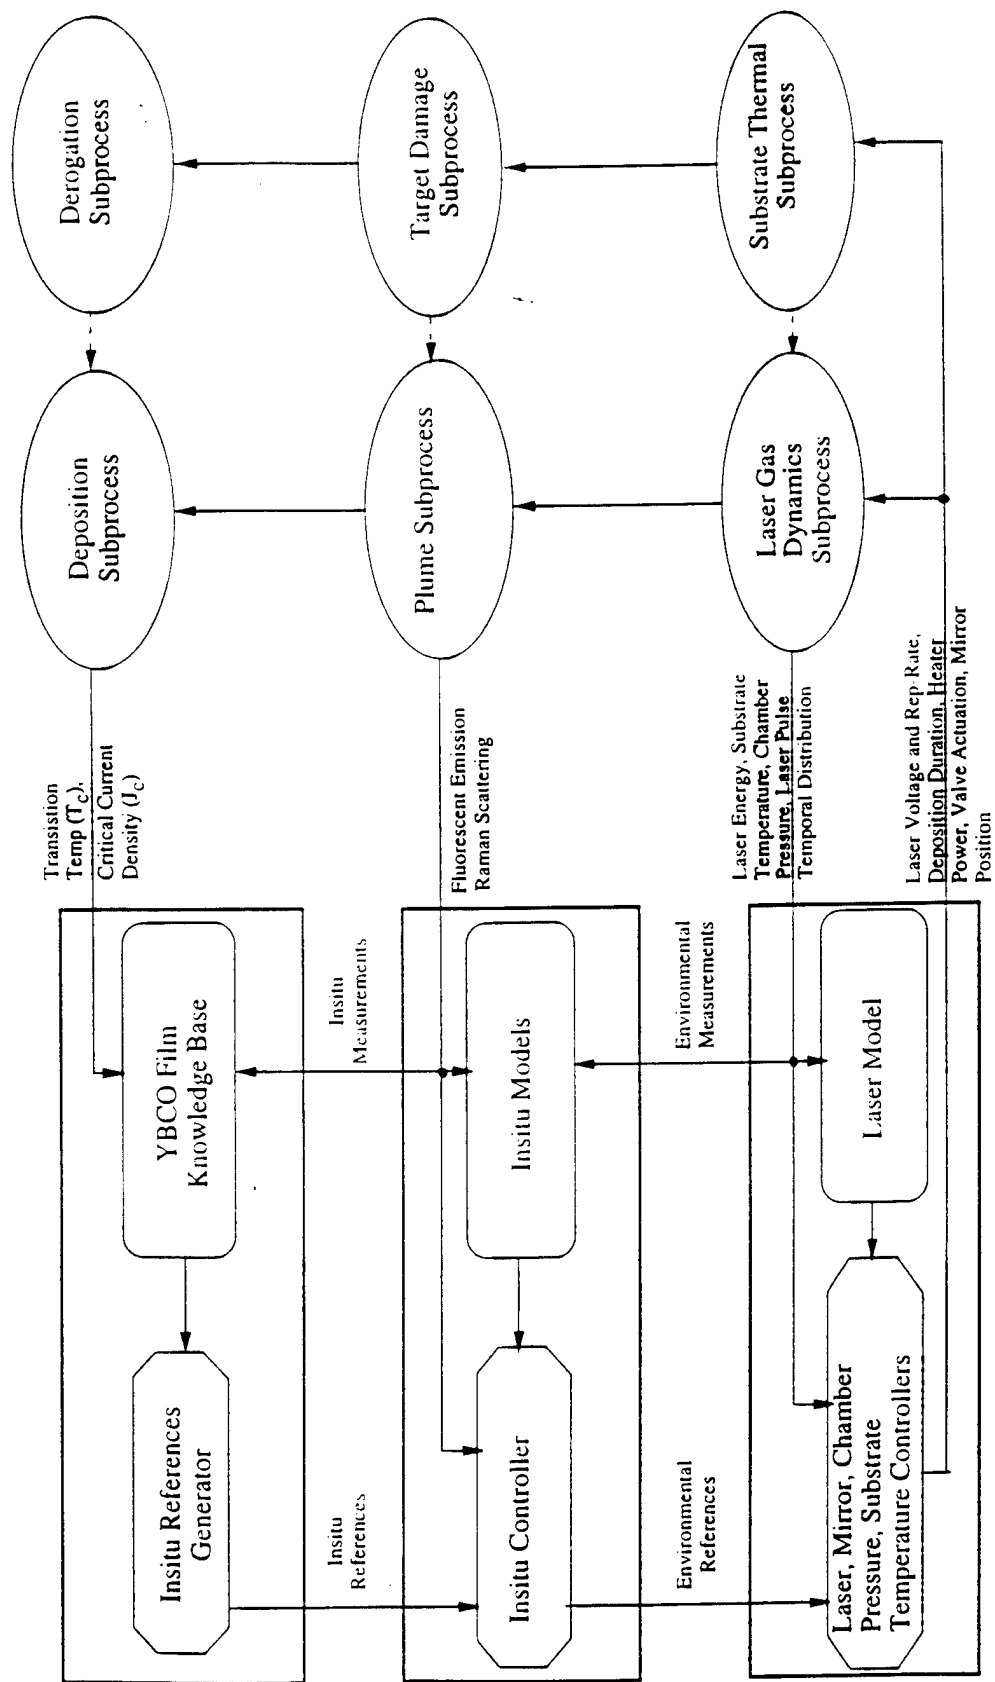 Insitu References
Generator
YBCO Film
Knowledge Base
Transistion
Temp (Tc),
Critical Current
Density (Jc)
Deposition
Subprocess
Derogation
Subprocess
Insitu
References
Insitu
Measurements
Insitu Controller
Insitu Models
Fluorescent Emission
Raman Scattering
Plume Subprocess
Target Damage
Subprocess
Environmental
References
Environmental
Measurements
Laser, Mirror, Chamber
Pressure, Substrate
Temperature Controllers
Laser Model
Laser Energy, Substrate
Temperature, Chamber
Pressure, Laser Pulse
Temporal Distribution
Laser Gas
Dynamics
Subprocess
Substrate Thermal
Subprocess
Laser Voltage and Rep-Rate,
Deposition Duration, Heater
Power, Valve Actuation, Mirror
Position